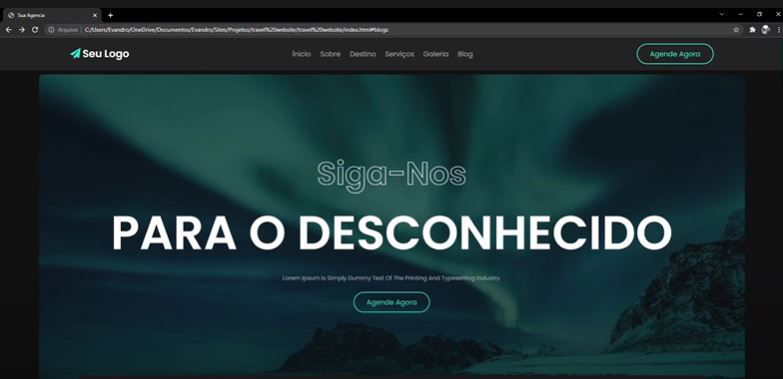 Sua Agencia
Arquivo C:/Users/Evandro/OneDrive/Documentos/Evandro/Sites/Projetos/travel%20website/travel%20website/index.html#blogs
Seu Logo
Ínicio Sobre Destino Serviços Galeria Blog
Agende Agora
Siga-Nos
PARA O DESCONHECIDO
Lorem Ipsum Is Simply Dummy Text Of The Printing And Typesetting Industry.
Agende Agora